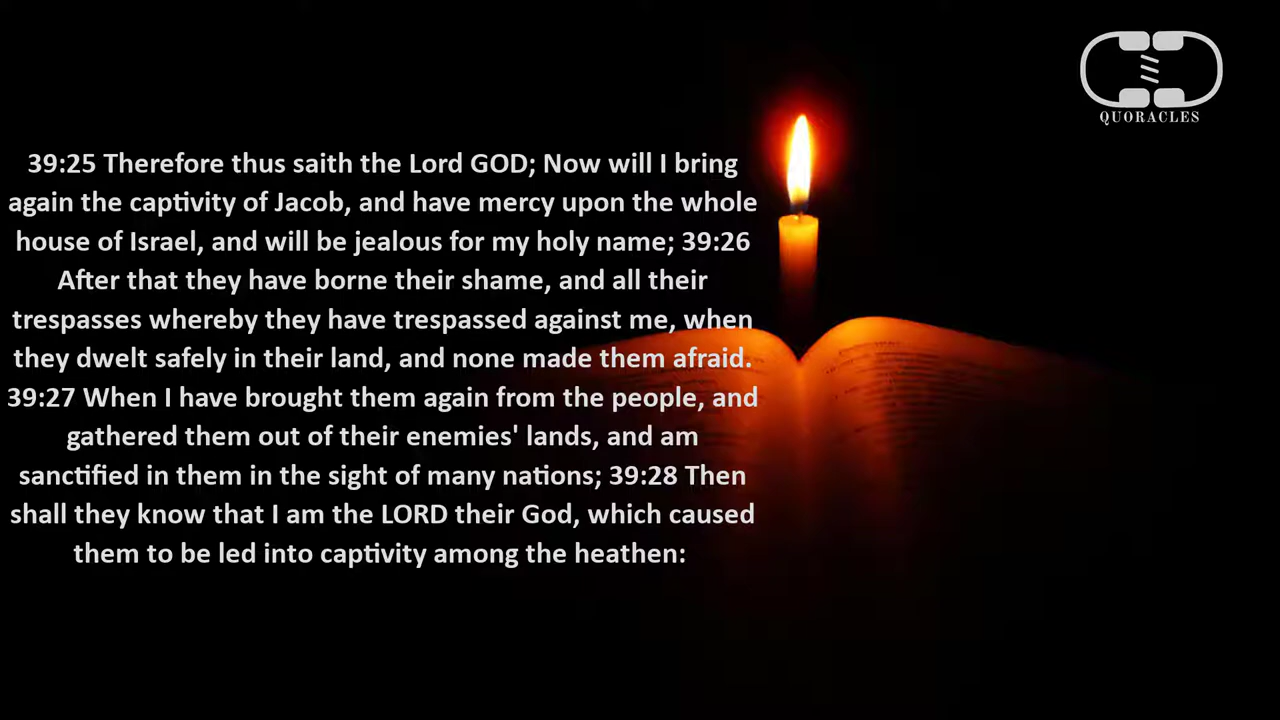 QUORACLES
39:25 Therefore thus saith the Lord GOD; Now will I bring
again the captivity of Jacob, and have mercy upon the whole
house of Israel, and will be jealous for my holy name; 39:26
After that they have borne their shame, and all their
trespasses whereby they have trespassed against me, when
they dwelt safely in their land, and none made them afraid.
39:27 When I have brought them again from the people, and
gathered them out of their enemies' lands, and am
sanctified in them in the sight of many nations; 39:28 Then
shall they know that I am the LORD their God, which caused
them to be led into captivity among the heathen: